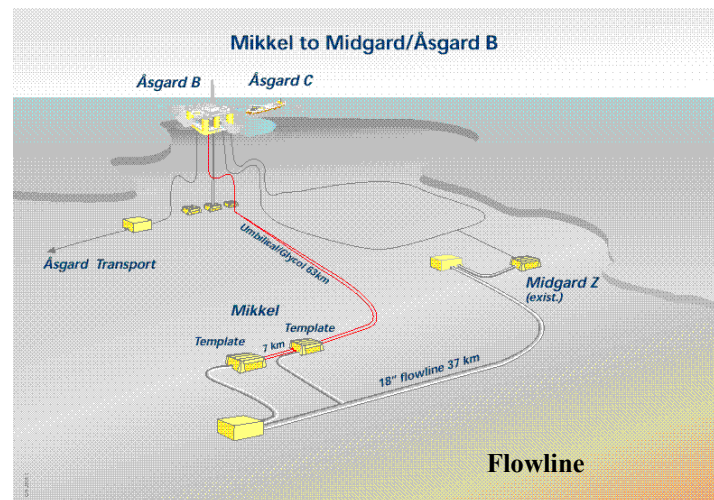 Mikkel to Midgard/Åsgard B
Åsgard B
Åsgard C
Umbilical/Glycol 63km
Åsgard Transport
Midgard Z
(exist.)
Mikkel
Template
7 km
Template
18" flowline 37 km
Flowline